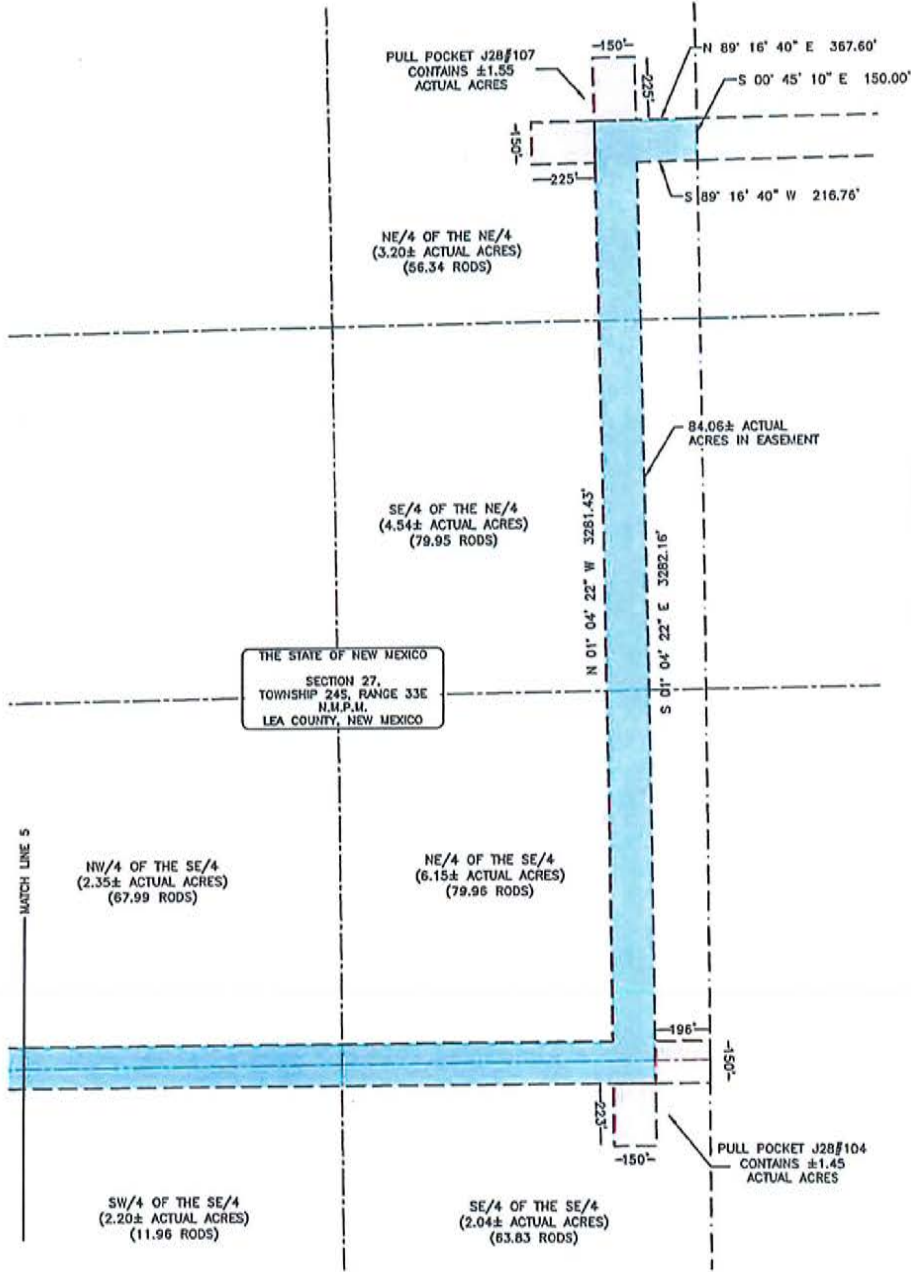 PULL POCKET J28#107
CONTAINS ±1.55
ACTUAL ACRES
-150'-
225'
-150'-
-225'-
N 89° 16' 40" E 367.60'
S 00° 45' 10" E 150.00'
S 89° 16' 40" W 216.76'
NE/4 OF THE NE/4
(3.20± ACTUAL ACRES)
(56.34 RODS)
84.06± ACTUAL
ACRES IN EASEMENT
SE/4 OF THE NE/4
(4.54± ACTUAL ACRES)
(79.95 RODS)
N 01° 04' 22" W 3281.43'
S 01° 04' 22" E 3282.16'
THE STATE OF NEW MEXICO
SECTION 27,
TOWNSHIP 24S, RANGE 33E
N.M.P.M.
LEA COUNTY, NEW MEXICO
MATCH LINE 5
NW/4 OF THE SE/4
(2.35± ACTUAL ACRES)
(67.99 RODS)
NE/4 OF THE SE/4
(6.15± ACTUAL ACRES)
(79.96 RODS)
-196'-
-150'-
223'
-150'-
PULL POCKET J28#104
CONTAINS ±1.45
ACTUAL ACRES
SW/4 OF THE SE/4
(2.20± ACTUAL ACRES)
(11.96 RODS)
SE/4 OF THE SE/4
(2.04± ACTUAL ACRES)
(63.83 RODS)